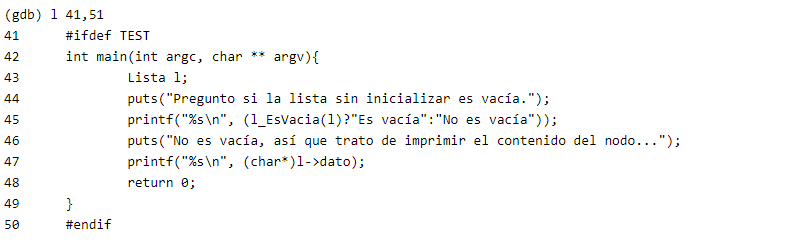 (gdb) l 41,51
41      #ifdef TEST
42      int main(int argc, char ** argv){
43              Lista l;
44              puts("Pregunto si la lista sin inicializar es vacía.");
45              printf("%s\n", (l_EsVacia(l)?"Es vacía":"No es vacía"));
46              puts("No es vacía, así que trato de imprimir el contenido del nodo...");
47              printf("%s\n", (char*)l->dato);
48              return 0;
49      }
50      #endif